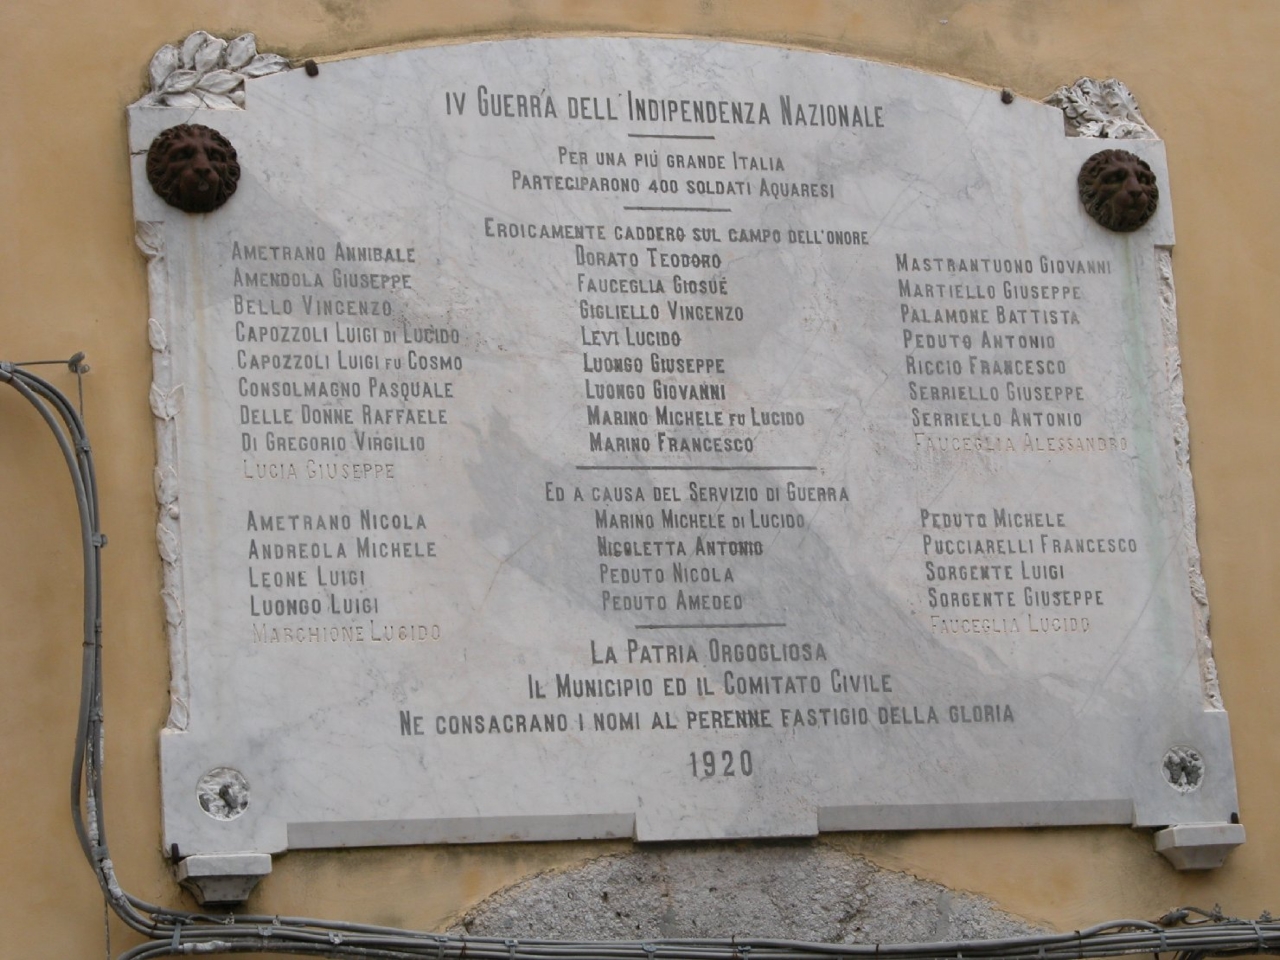 IV GUERRA DELL'INDIPENDENZA NAZIONALE
PER UNA PIÚ GRANDE ITALIA
PARTECIPARONO 400 SOLDATI AQUARESI
EROICAMENTE CADDERO SUL CAMPO DELL'ONORE
AMETRANO ANNIBALE
AMENDOLA GIUSEPPE
BELLO VINCENZO
CAPOZZOLI LUIGI DI LUCIDO
CAPOZZOLI LUIGI FU COSMO
CONSOLMAGNO PASQUALE
DELLE DONNE RAFFAELE
DI GREGORIO VIRGILIO
LUCIA GIUSEPPE
DORATO TEODORO
FAUCEGLIA GIOSUÉ
GIGLIELLO VINCENZO
LEVI LUCIDO
LUONGO GIUSEPPE
LUONGO GIOVANNI
MARINO MICHELE FU LUCIDO
MARINO FRANCESCO
MASTRANTUONO GIOVANNI
MARTIELLO GIUSEPPE
PALAMONE BATTISTA
PEDUTO ANTONIO
RICCIO FRANCESCO
SERRIELLO GIUSEPPE
SERRIELLO ANTONIO
FAUCEGLIA ALESSANDRO
ED A CAUSA DEL SERVIZIO DI GUERRA
AMETRANO NICOLA
ANDREOLA MICHELE
LEONE LUIGI
LUONGO LUIGI
MARCHIONE LUCIDO
MARINO MICHELE DI LUCIDO
NICOLETTA ANTONIO
PEDUTO NICOLA
PEDUTO AMEDEO
PEDUTO MICHELE
PUCCIARELLI FRANCESCO
SORGENTE LUIGI
SORGENTE GIUSEPPE
FAUCEGLIA LUCIDO
LA PATRIA ORGOGLIOSA
IL MUNICIPIO ED IL COMITATO CIVILE
NE CONSACRANO I NOMI AL PERENNE FASTIGIO DELLA GLORIA
1920